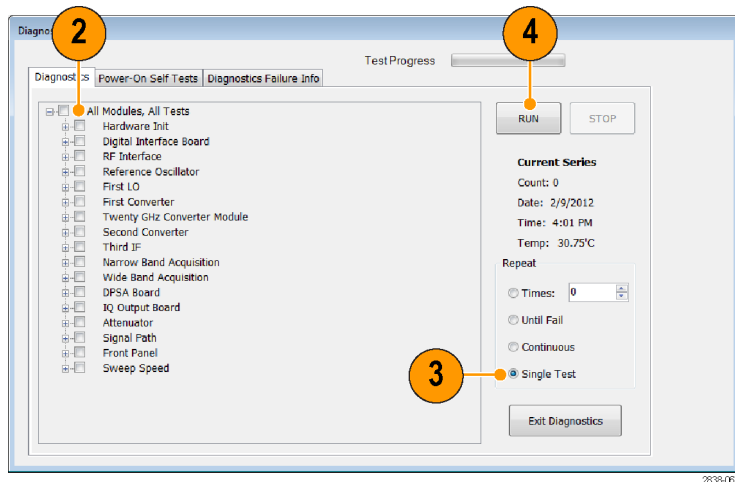 Diagnos
2
4
Test Progress
Diagnostics
Power-On Self Tests
Diagnostics Failure Info
All Modules, All Tests
Hardware Init
Digital Interface Board
RF Interface
Reference Oscillator
First LO
First Converter
Twenty GHz Converter Module
Second Converter
Third IF
Narrow Band Acquisition
Wide Band Acquisition
DPSA Board
IQ Output Board
Attenuator
Signal Path
Front Panel
Sweep Speed
RUN
STOP
Current Series
Count: 0
Date: 2/9/2012
Time: 4:01 PM
Temp: 30.75'C
Repeat
Times: 0
Until Fail
Continuous
3
Single Test
Exit Diagnostics
2838-06